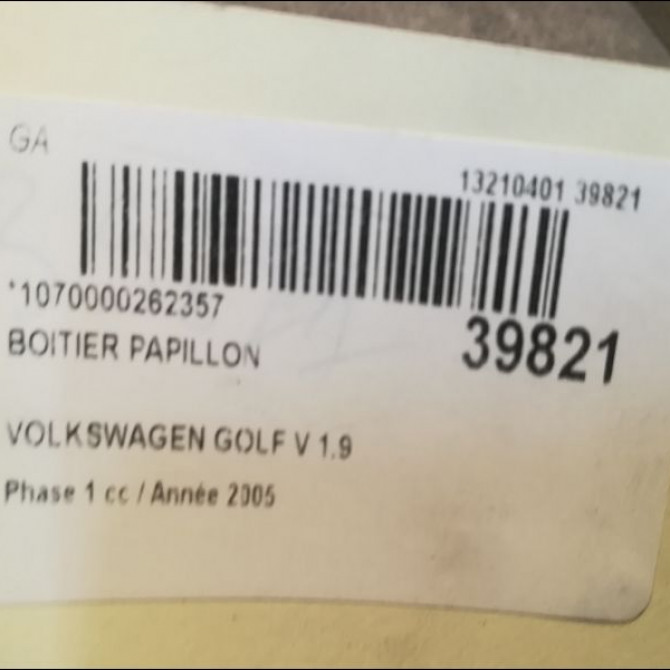 GA
13210401 39821
*1070000262357
39821
BOITIER PAPILLON
VOLKSWAGEN GOLF V 1.9
Phase 1 cc / Année 2005